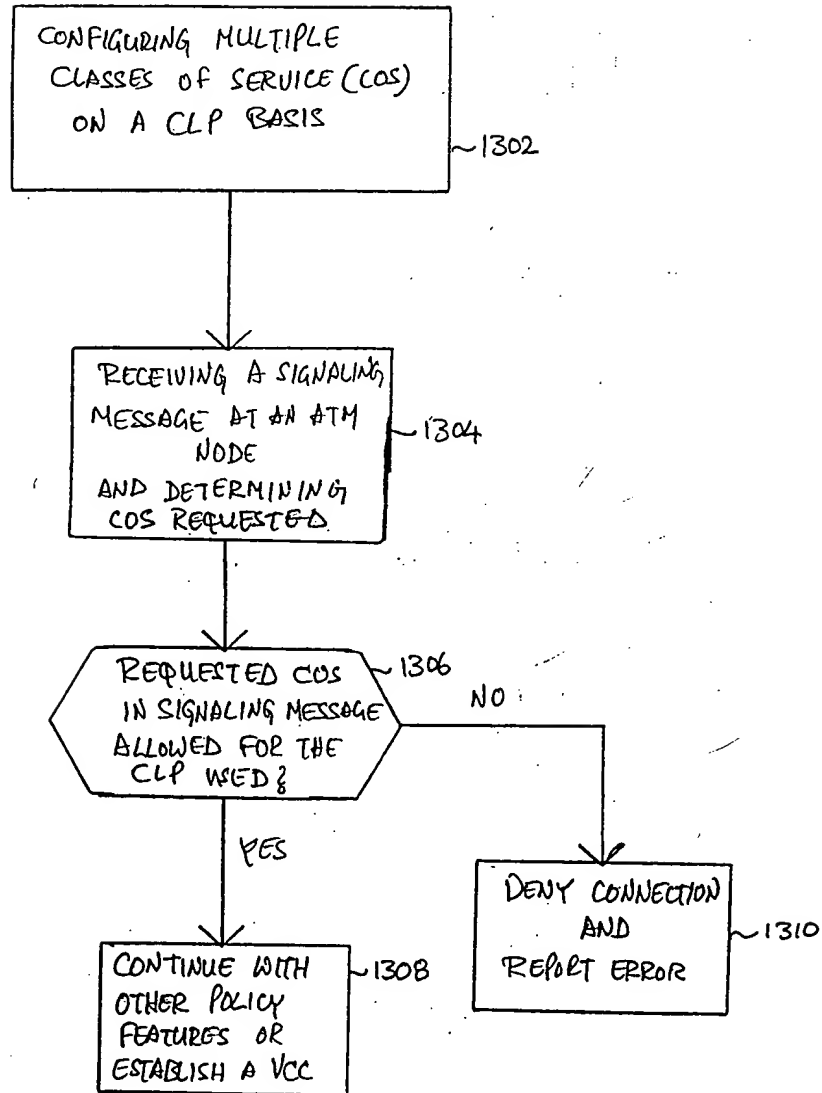 CONFIGURING MULTIPLE
CLASSES OF SERVICE (COS)
ON A CLP BASIS
1302
RECEIVING A SIGNALING
MESSAGE AT AN ATM
NODE
AND DETERMINING
COS REQUESTED.
1304
REQUESTED COS
IN SIGNALING MESSAGE
ALLOWED FOR THE
CLP USED?
1306
NO
YES
DENY CONNECTION
AND
REPORT ERROR
1310
CONTINUE WITH
OTHER POLICY
FEATURES OR
ESTABLISH A VCC
1308